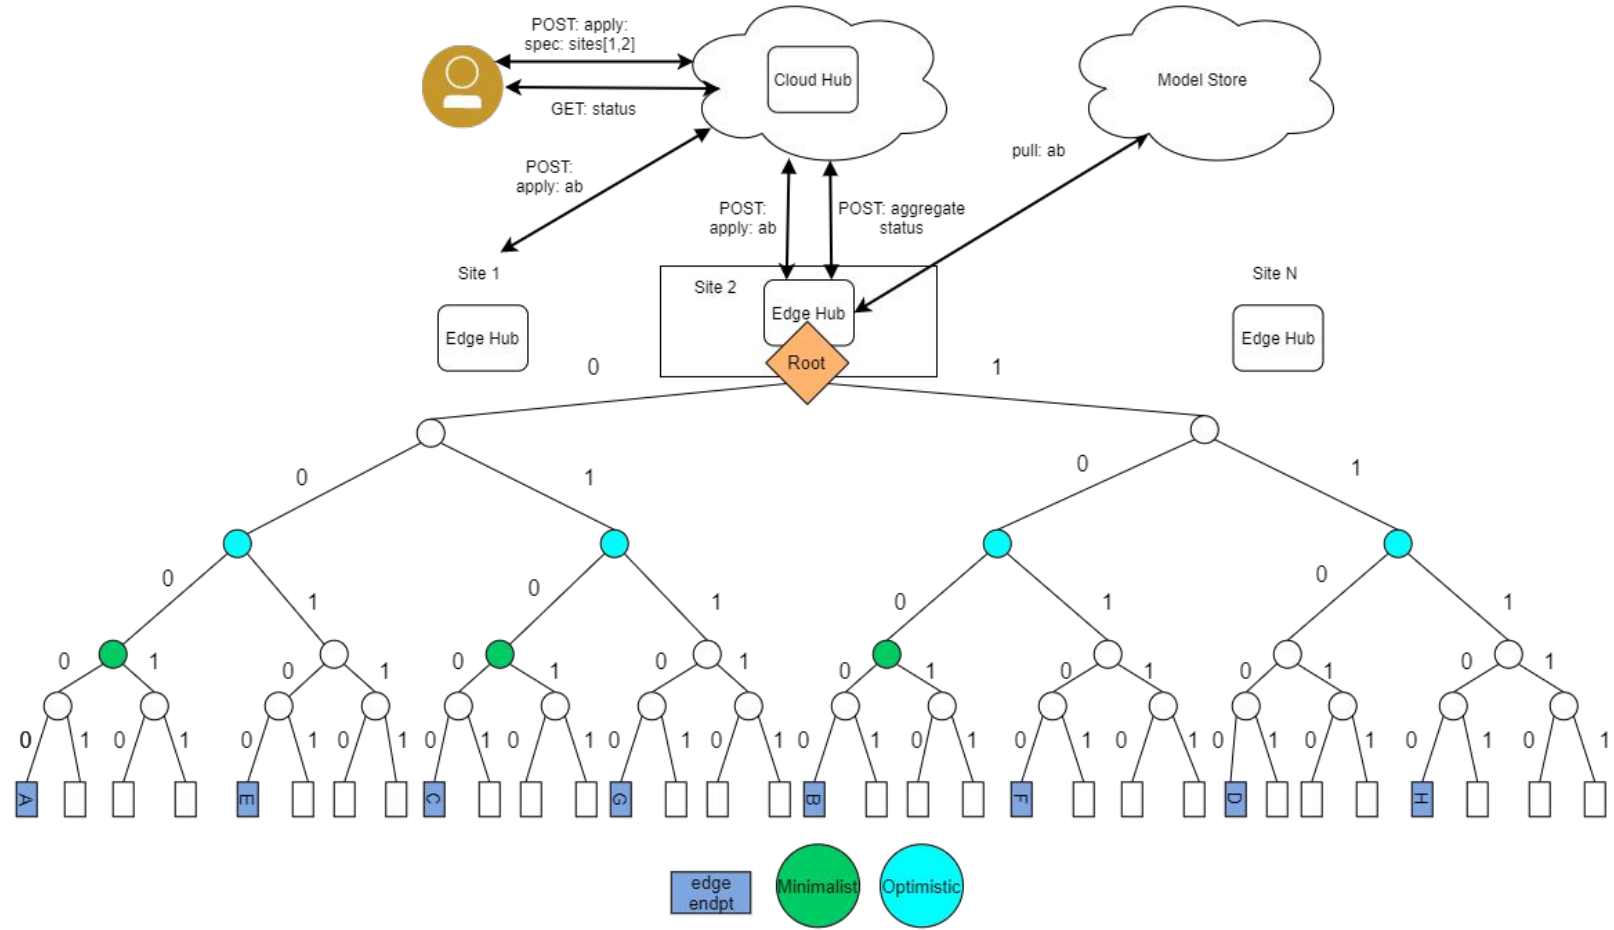 POST: apply:
spec: sites[1,2]
GET: status
Cloud Hub
Model Store
POST:
apply: ab
pull: ab
POST:
apply: ab
POST: aggregate
status
Site 1
Site 2
Site N
Edge Hub
Edge Hub
Edge Hub
Root
0
1
0
1
0
1
0
1
0
1
0
1
0
1
0
1
0
1
0
1
0
1
0
1
0
1
0
1
0
1
0 1 0 1 0 1 0 1 0 1 0 1 0 1 0 1 0 1 0 1 0 1 0 1 0 1 0 1 0 1 0 1
A
E
C
G
B
F
D
H
edge
endpt
Minimalist
Optimistic